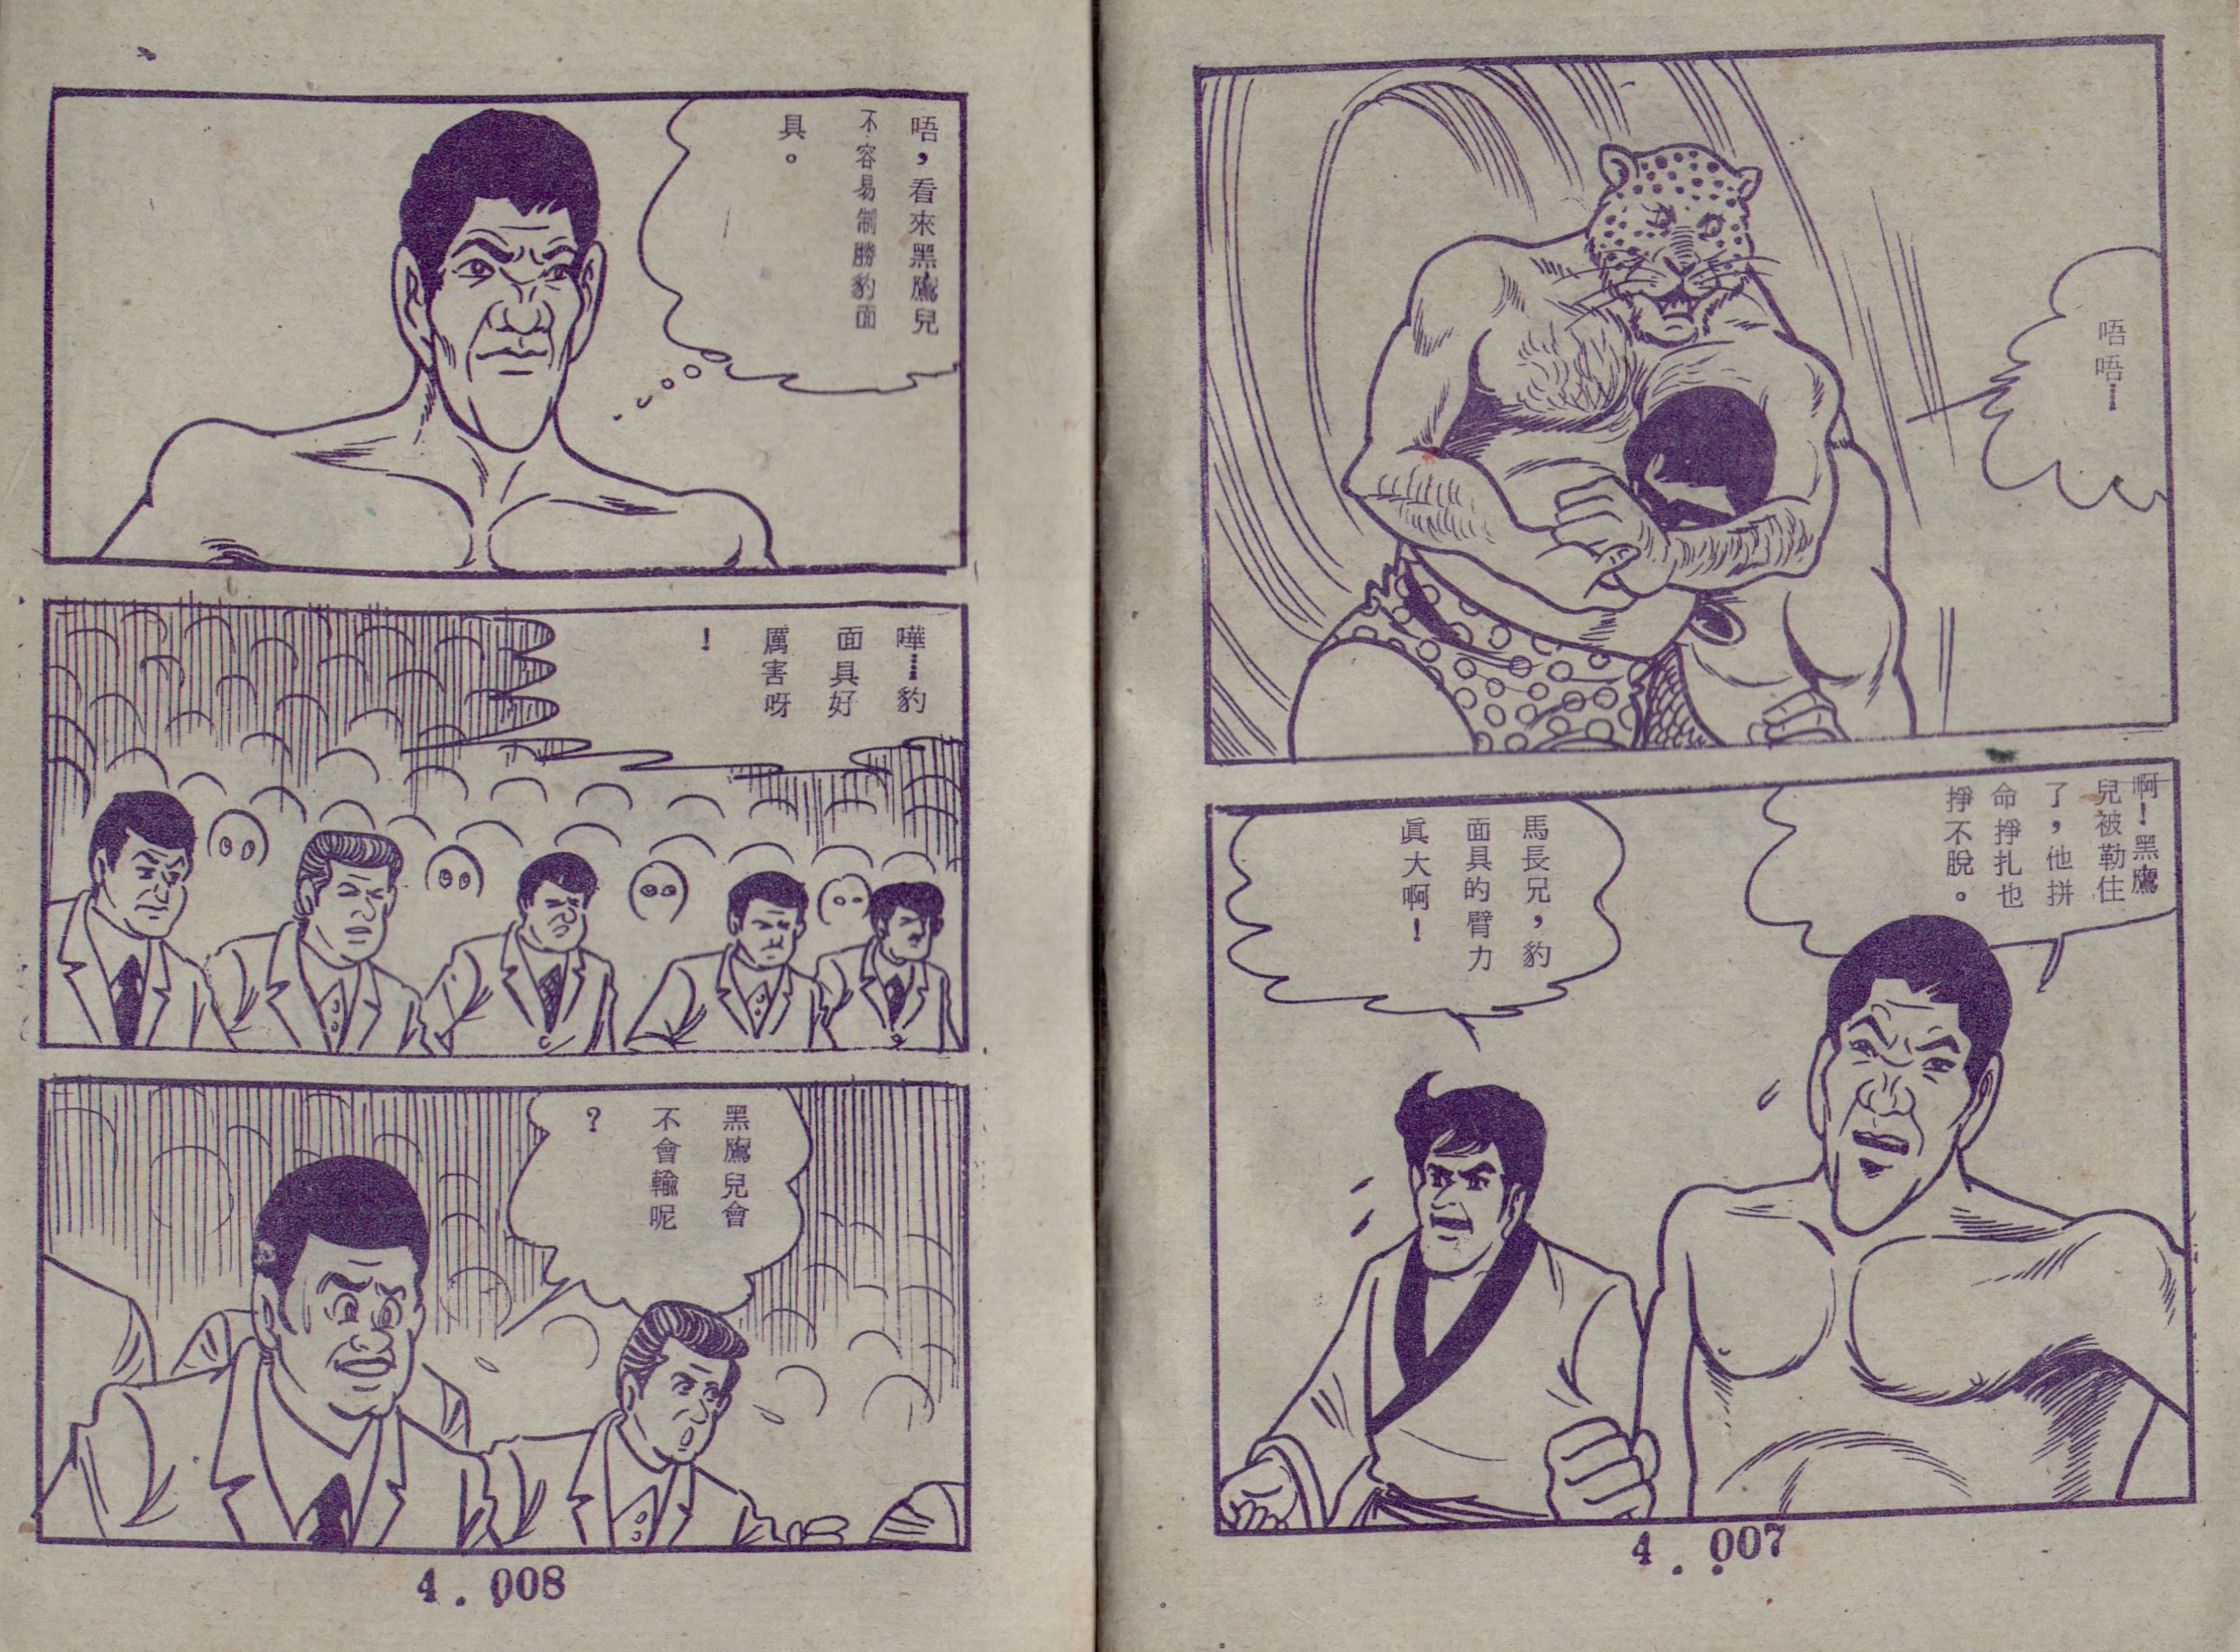 唔唔┅
啊！黑鷹
兒被勒住
了，他拼
命掙扎也
掙不脫。
馬長兄，豹
面具的臂力
眞大啊！
4.007
唔，看來黑鷹兒
不容易制勝豹面
具。
嘩┅豹
面具好
厲害呀
！
黑鷹兒會
不會輸呢
？
4.008